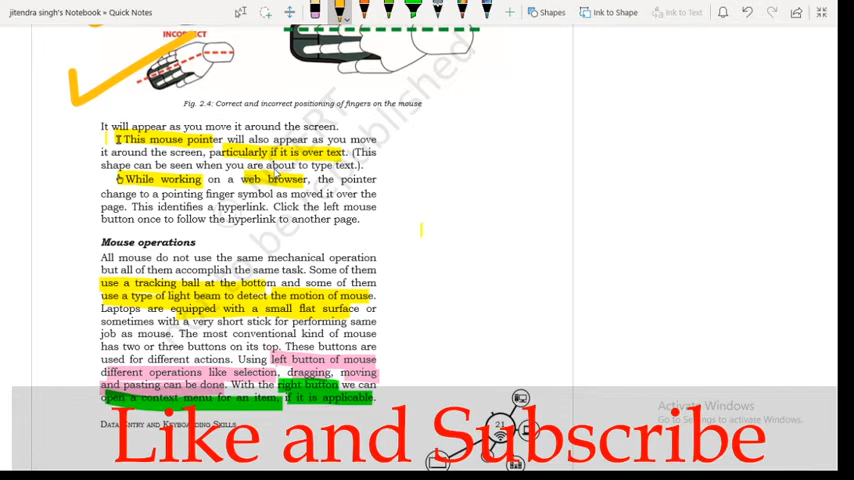 jitendra singh's Notebook » Quick Notes
Shapes
Ink to Shape
Ink to Text
INCORRECT
Fig. 2.4: Correct and incorrect positioning of fingers on the mouse
It will appear as you move it around the screen.
This mouse pointer will also appear as you move
it around the screen, particularly if it is over text. (This
shape can be seen when you are about to type text.).
While working on a web browser, the pointer
change to a pointing finger symbol as moved it over the
page. This identifies a hyperlink. Click the left mouse
button once to follow the hyperlink to another page.
Mouse operations
All mouse do not use the same mechanical operation
but all of them accomplish the same task. Some of them
use a tracking ball at the bottom and some of them
use a type of light beam to detect the motion of mouse.
Laptops are equipped with a small flat surface or
sometimes with a very short stick for performing same
job as mouse. The most conventional kind of mouse
has two or three buttons on its top. These buttons are
used for different actions. Using left button of mouse
different operations like selection, dragging, moving
and pasting can be done. With the right button we can
open a context menu for an item, if it is applicable.
Data Entry and Keyboarding Skills
21
Activate Windows
Go to Settings to activate Windows.
Like and Subscribe
be republished